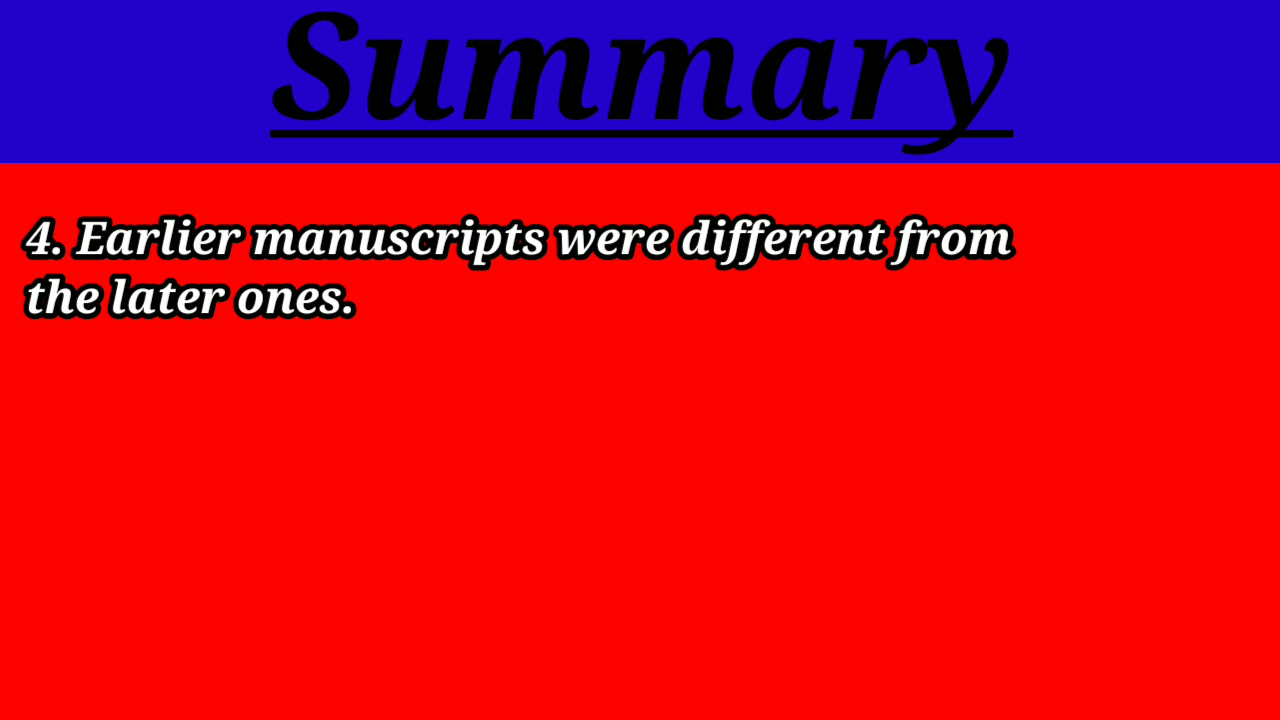 Summary
4. Earlier manuscripts were different from
the later ones.